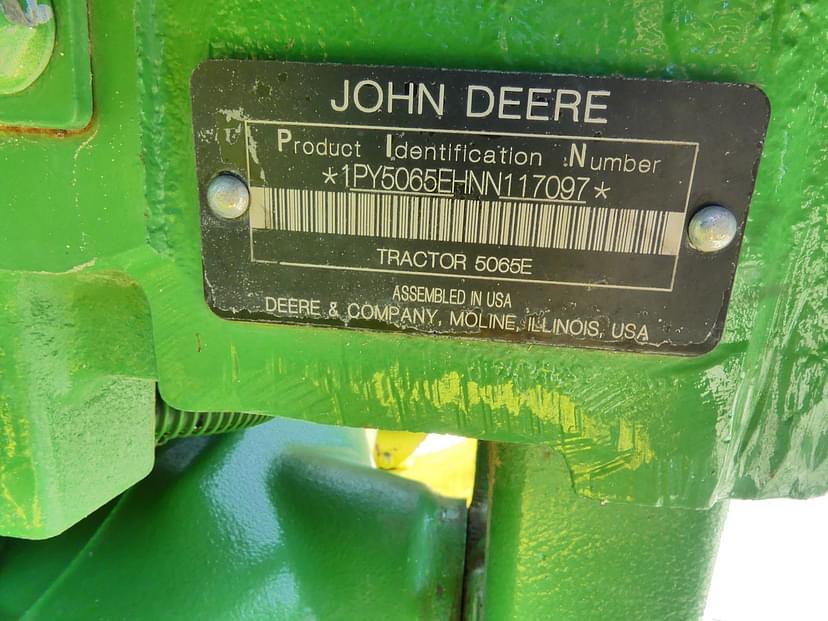 JOHN DEERE
Product Identification Number
*1PY5065EHNN117097*
TRACTOR 5065E
ASSEMBLED IN USA
DEERE & COMPANY, MOLINE, ILLINOIS, USA